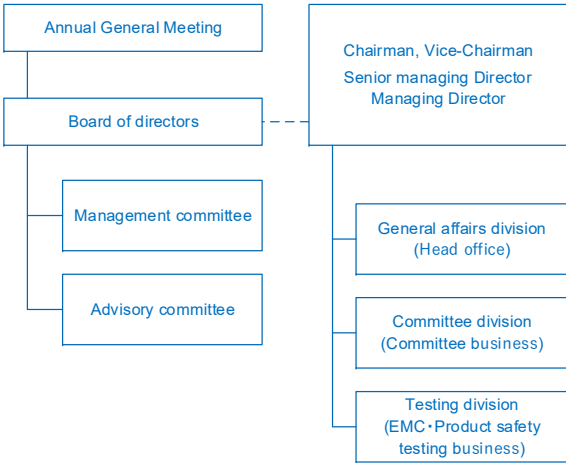 Annual General Meeting
Board of directors
Management committee
Advisory committee
Chairman, Vice-Chairman
Senior managing Director
Managing Director
General affairs division
(Head office)
Committee division
(Committee business)
Testing division
(EMC・Product safety
testing business)